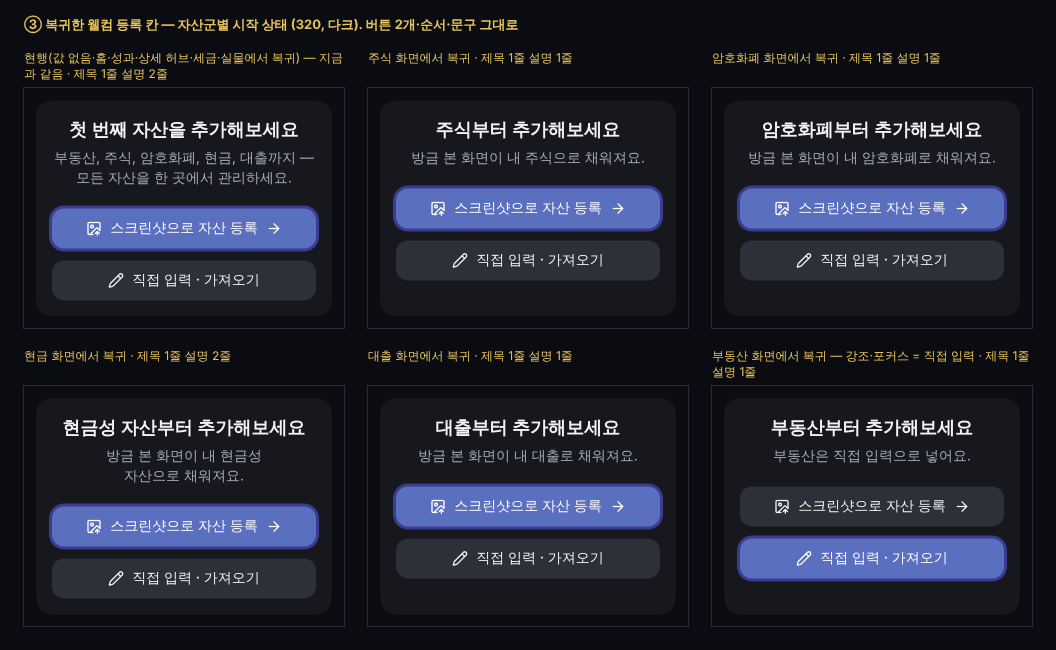 ③ 복귀한 웰컴 등록 칸 — 자산군별 시작 상태 (320, 다크). 버튼 2개·순서·문구 그대로
현행(값 없음·홈·성과·상세 허브·세금·실물에서 복귀) — 지금
과 같음 · 제목 1줄 설명 2줄
첫 번째 자산을 추가해보세요
부동산, 주식, 암호화폐, 현금, 대출까지 —
모든 자산을 한 곳에서 관리하세요.
스크린샷으로 자산 등록 →
직접 입력 · 가져오기
주식 화면에서 복귀 · 제목 1줄 설명 1줄
주식부터 추가해보세요
방금 본 화면이 내 주식으로 채워져요.
스크린샷으로 자산 등록 →
직접 입력 · 가져오기
암호화폐 화면에서 복귀 · 제목 1줄 설명 1줄
암호화폐부터 추가해보세요
방금 본 화면이 내 암호화폐로 채워져요.
스크린샷으로 자산 등록 →
직접 입력 · 가져오기
현금 화면에서 복귀 · 제목 1줄 설명 2줄
현금성 자산부터 추가해보세요
방금 본 화면이 내 현금성
자산으로 채워져요.
스크린샷으로 자산 등록 →
직접 입력 · 가져오기
대출 화면에서 복귀 · 제목 1줄 설명 1줄
대출부터 추가해보세요
방금 본 화면이 내 대출로 채워져요.
스크린샷으로 자산 등록 →
직접 입력 · 가져오기
부동산 화면에서 복귀 — 강조·포커스 = 직접 입력 · 제목 1줄
설명 1줄
부동산부터 추가해보세요
부동산은 직접 입력으로 넣어요.
스크린샷으로 자산 등록 →
직접 입력 · 가져오기